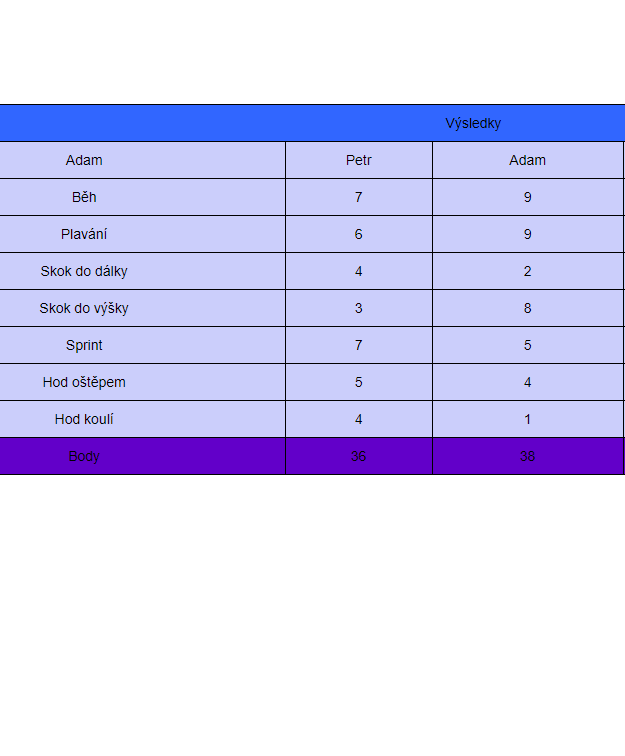 Výsledky
Adam Petr Adam
Běh 7 9
Plavání 6 9
Skok do dálky 4 2
Skok do výšky 3 8
Sprint 7 5
Hod oštěpem 5 4
Hod koulí 4 1
Body 36 38